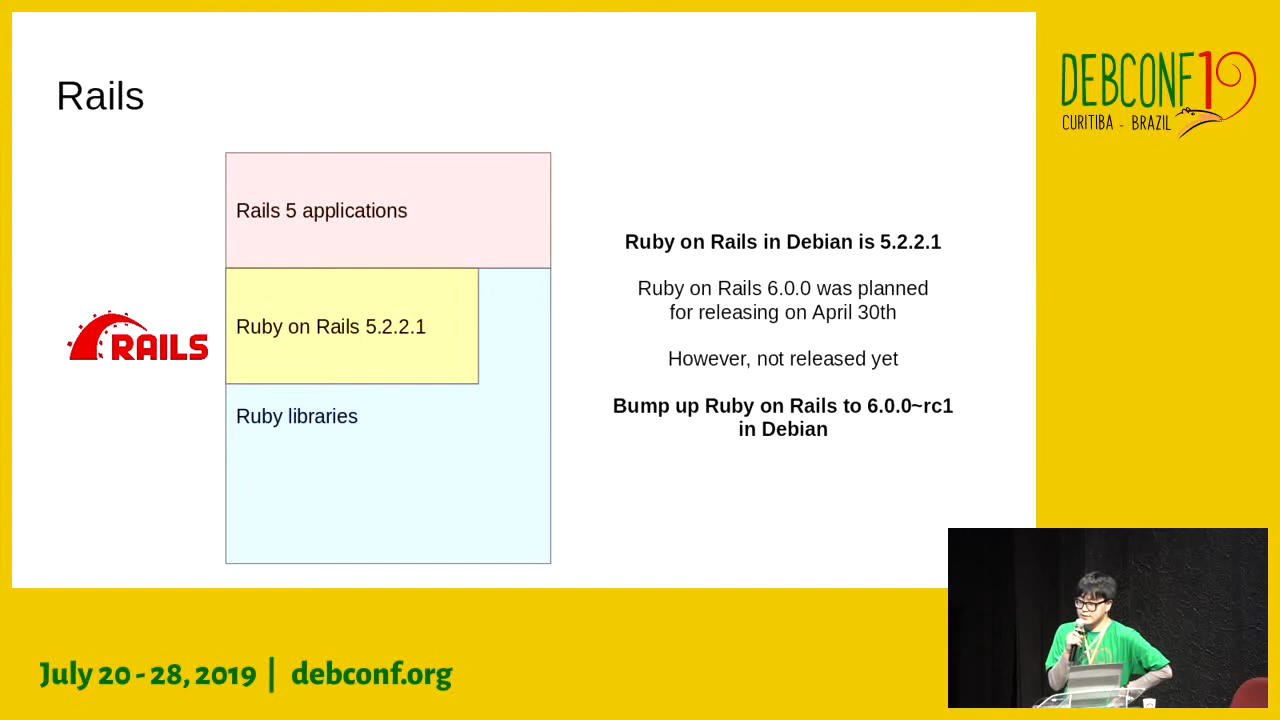 Rails
Rails 5 applications
Ruby on Rails 5.2.2.1
Ruby libraries
RAILS
Ruby on Rails in Debian is 5.2.2.1
Ruby on Rails 6.0.0 was planned
for releasing on April 30th
However, not released yet
Bump up Ruby on Rails to 6.0.0~rc1
in Debian
DEBCONF19
CURITIBA - BRAZIL
July 20 - 28, 2019 | debconf.org